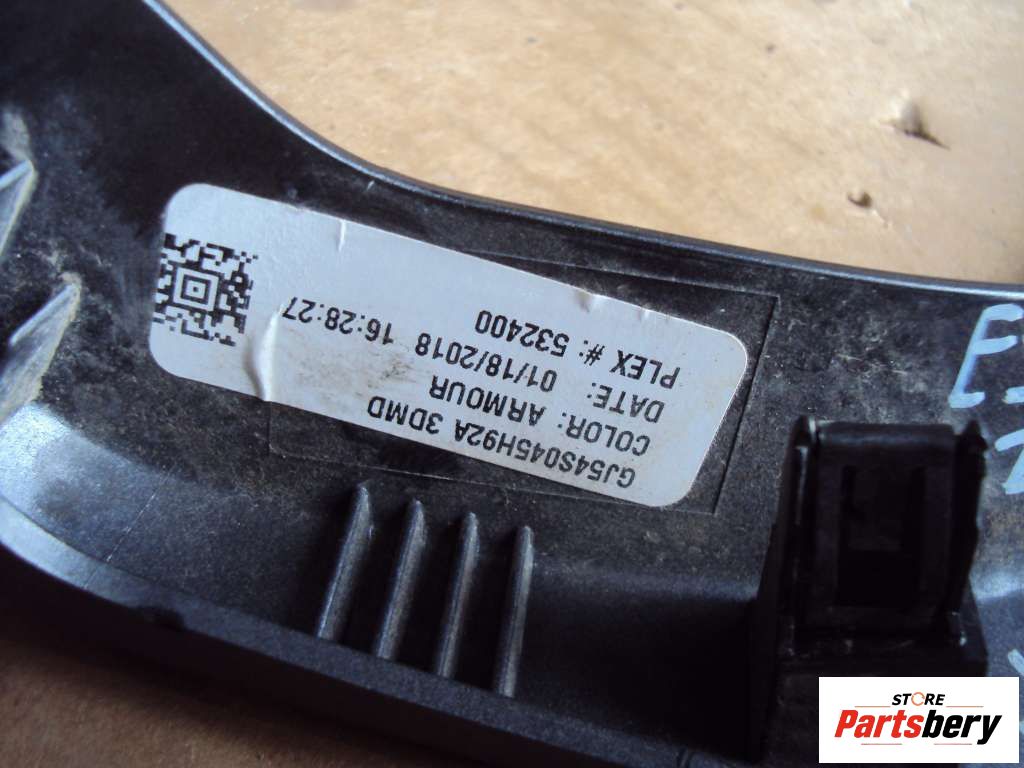 GJ54S045H92A 3DMD
COLOR: ARMOUR
DATE: 01/18/2018 16:28:27
PLEX #: 532400
STORE
Partsbery